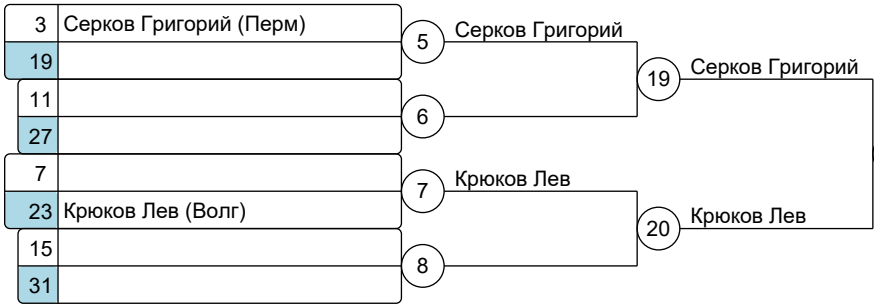 3 Серков Григорий (Перм)
5 Серков Григорий
19
19 Серков Григорий
11
6
27
7
7 Крюков Лев
23 Крюков Лев (Волг)
20 Крюков Лев
15
8
31